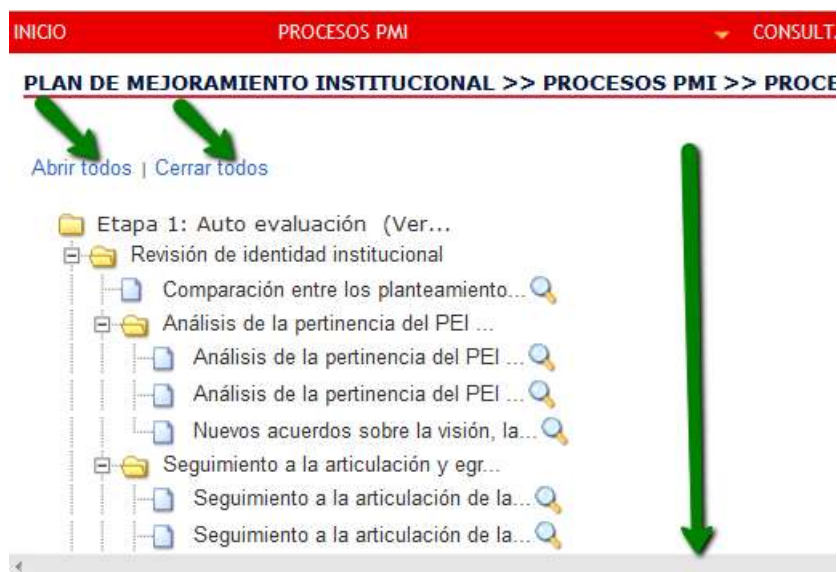 INICIO PROCESOS PMI CONSULT
PLAN DE MEJORAMIENTO INSTITUCIONAL >> PROCESOS PMI >> PROCE
Abrir todos | Cerrar todos
Etapa 1: Auto evaluación (Ver...
Revisión de identidad institucional
Comparación entre los planteamiento...
Análisis de la pertinencia del PEI ...
Análisis de la pertinencia del PEI ...
Análisis de la pertinencia del PEI ...
Nuevos acuerdos sobre la visión, la...
Seguimiento a la articulación y egr...
Seguimiento a la articulación de la...
Seguimiento a la articulación de la...